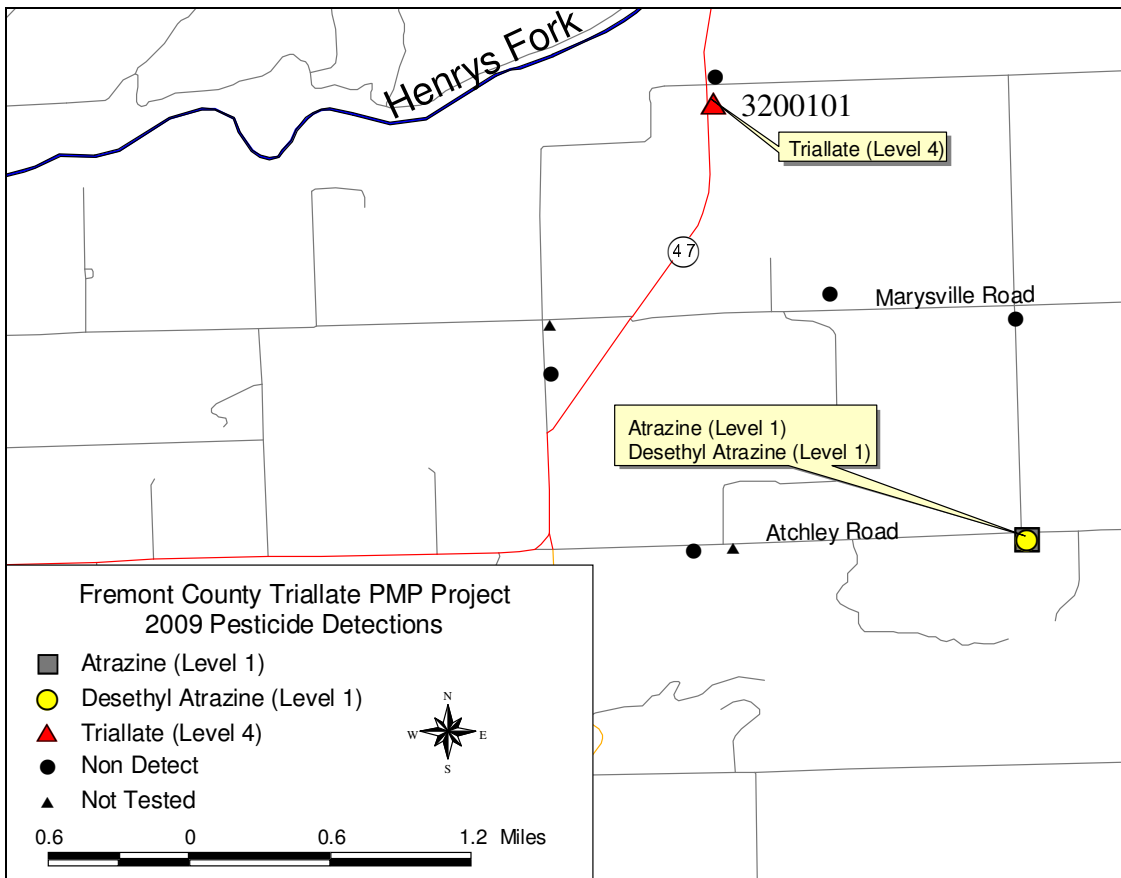 Henrys Fork
3200101
Triallate (Level 4)
47
Marysville Road
Atrazine (Level 1)
Desethyl Atrazine (Level 1)
Atchley Road
Fremont County Triallate PMP Project
2009 Pesticide Detections
Atrazine (Level 1)
Desethyl Atrazine (Level 1)
Triallate (Level 4)
Non Detect
Not Tested
N
W E
S
0.6 0 0.6 1.2 Miles